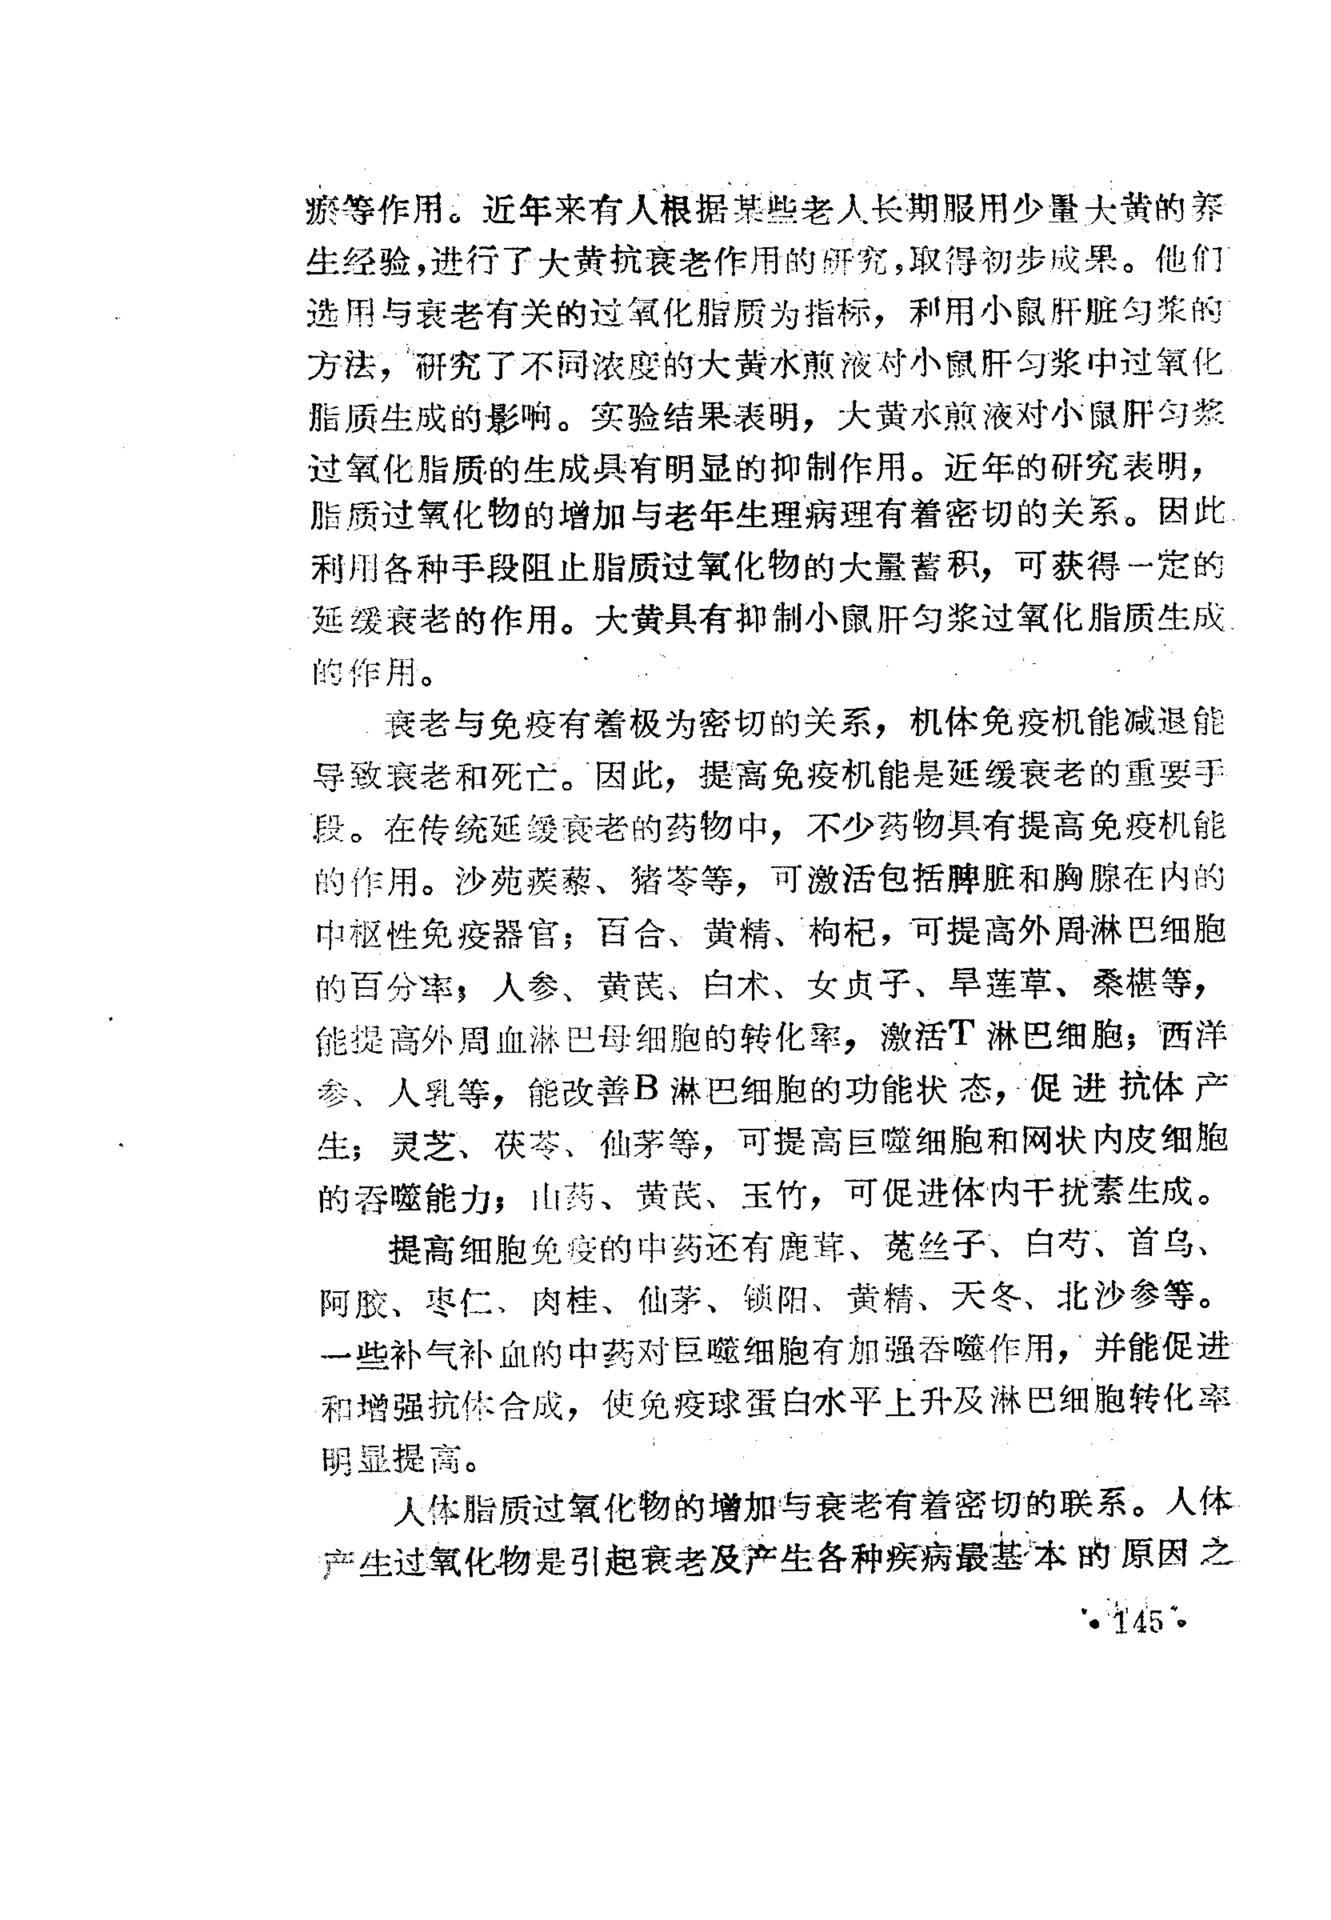 瘀等作用。近年来有人根据某些老人长期服用少量大黄的养
生经验，进行了大黄抗衰老作用的研究，取得初步成果。他们
选用与衰老有关的过氧化脂质为指标，利用小鼠肝脏匀浆的
方法，研究了不同浓度的大黄水煎液对小鼠肝匀浆中过氧化
脂质生成的影响。实验结果表明，大黄水煎液对小鼠肝匀浆
过氧化脂质的生成具有明显的抑制作用。近年的研究表明，
脂质过氧化物的增加与老年生理病理有着密切的关系。因此
利用各种手段阻止脂质过氧化物的大量蓄积，可获得一定的
延缓衰老的作用。大黄具有抑制小鼠肝匀浆过氧化脂质生成
的作用。
衰老与免疫有着极为密切的关系，机体免疫机能减退能
导致衰老和死亡。因此，提高免疫机能是延缓衰老的重要手
段。在传统延缓衰老的药物中，不少药物具有提高免疫机能
的作用。沙苑蒺藜、猪苓等，可激活包括脾脏和胸腺在内的
中枢性免疫器官；百合、黄精、枸杞，可提高外周淋巴细胞
的百分率；人参、黄芪、白术、女贞子、旱莲草、桑椹等，
能提高外周血淋巴母细胞的转化率，激活T淋巴细胞；西洋
参、人乳等，能改善B淋巴细胞的功能状态，促进抗体产
生；灵芝、茯苓、仙茅等，可提高巨噬细胞和网状内皮细胞
的吞噬能力；山药、黄芪、玉竹，可促进体内干扰素生成。
提高细胞免疫的中药还有鹿茸、菟丝子、白芍、首乌、
阿胶、枣仁、肉桂、仙茅、锁阳、黄精、天冬、北沙参等。
一些补气补血的中药对巨噬细胞有加强吞噬作用，并能促进
和增强抗体合成，使免疫球蛋白水平上升及淋巴细胞转化率
明显提高。
人体脂质过氧化物的增加与衰老有着密切的联系。人体
产生过氧化物是引起衰老及产生各种疾病最基本的原因之
•145•